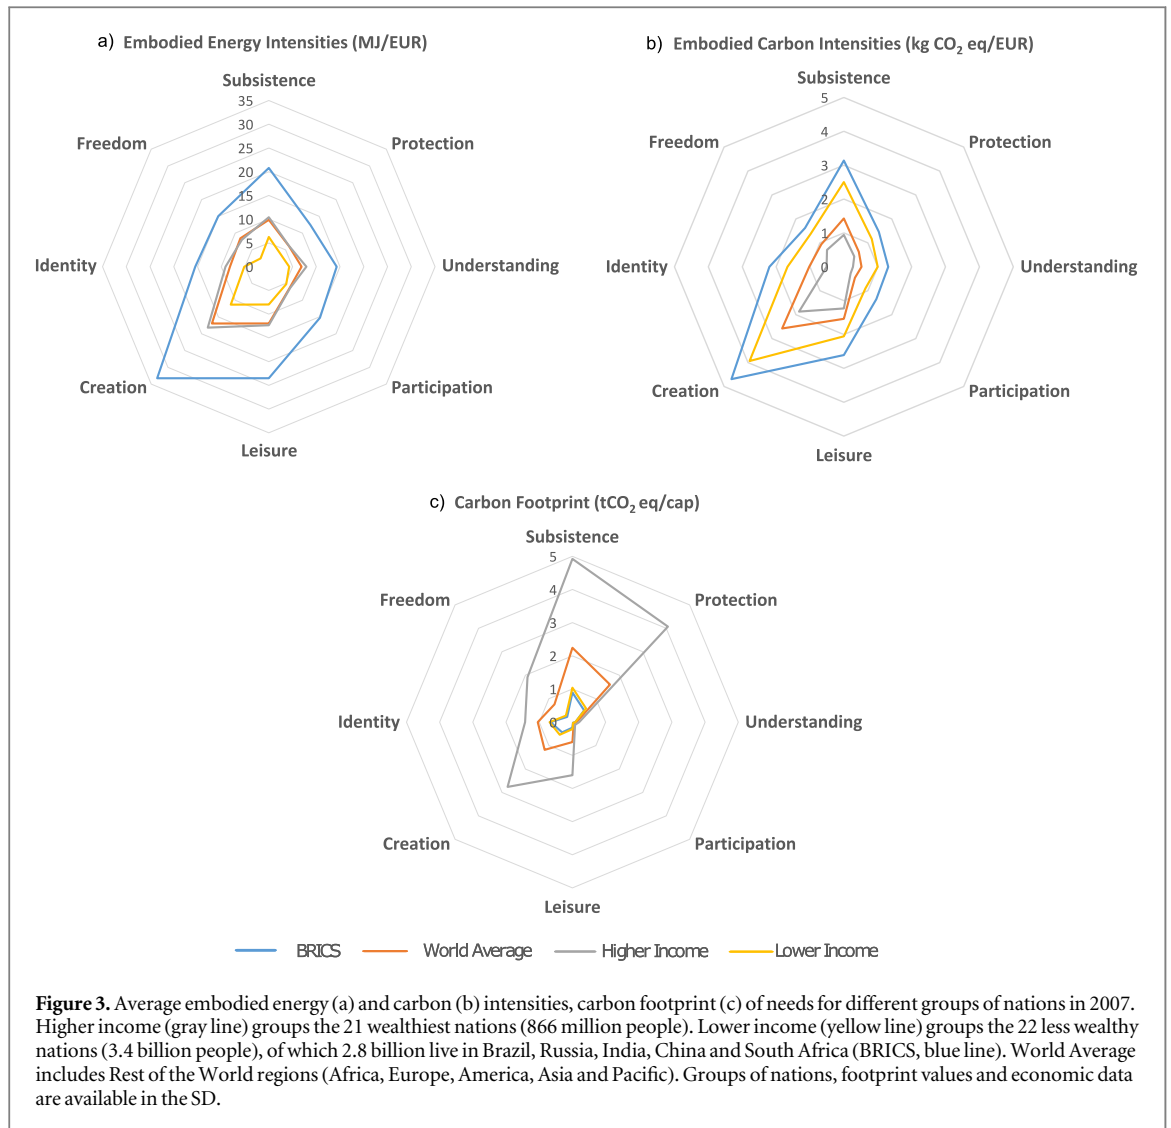 a) Embodied Energy Intensities (MJ/EUR)
Subsistence
35
30
25
20
15
10
5
0
Freedom
Protection
Identity
Understanding
Creation
Participation
Leisure
b) Embodied Carbon Intensities (kg CO₂ eq/EUR)
Subsistence
5
4
3
2
1
0
Freedom
Protection
Identity
Understanding
Creation
Participation
Leisure
c) Carbon Footprint (tCO₂ eq/cap)
Subsistence
5
4
3
2
1
0
Freedom
Protection
Identity
Understanding
Creation
Participation
Leisure
BRICS World Average Higher Income Lower Income
Figure 3. Average embodied energy (a) and carbon (b) intensities, carbon footprint (c) of needs for different groups of nations in 2007.
Higher income (gray line) groups the 21 wealthiest nations (866 million people). Lower income (yellow line) groups the 22 less wealthy
nations (3.4 billion people), of which 2.8 billion live in Brazil, Russia, India, China and South Africa (BRICS, blue line). World Average
includes Rest of the World regions (Africa, Europe, America, Asia and Pacific). Groups of nations, footprint values and economic data
are available in the SD.